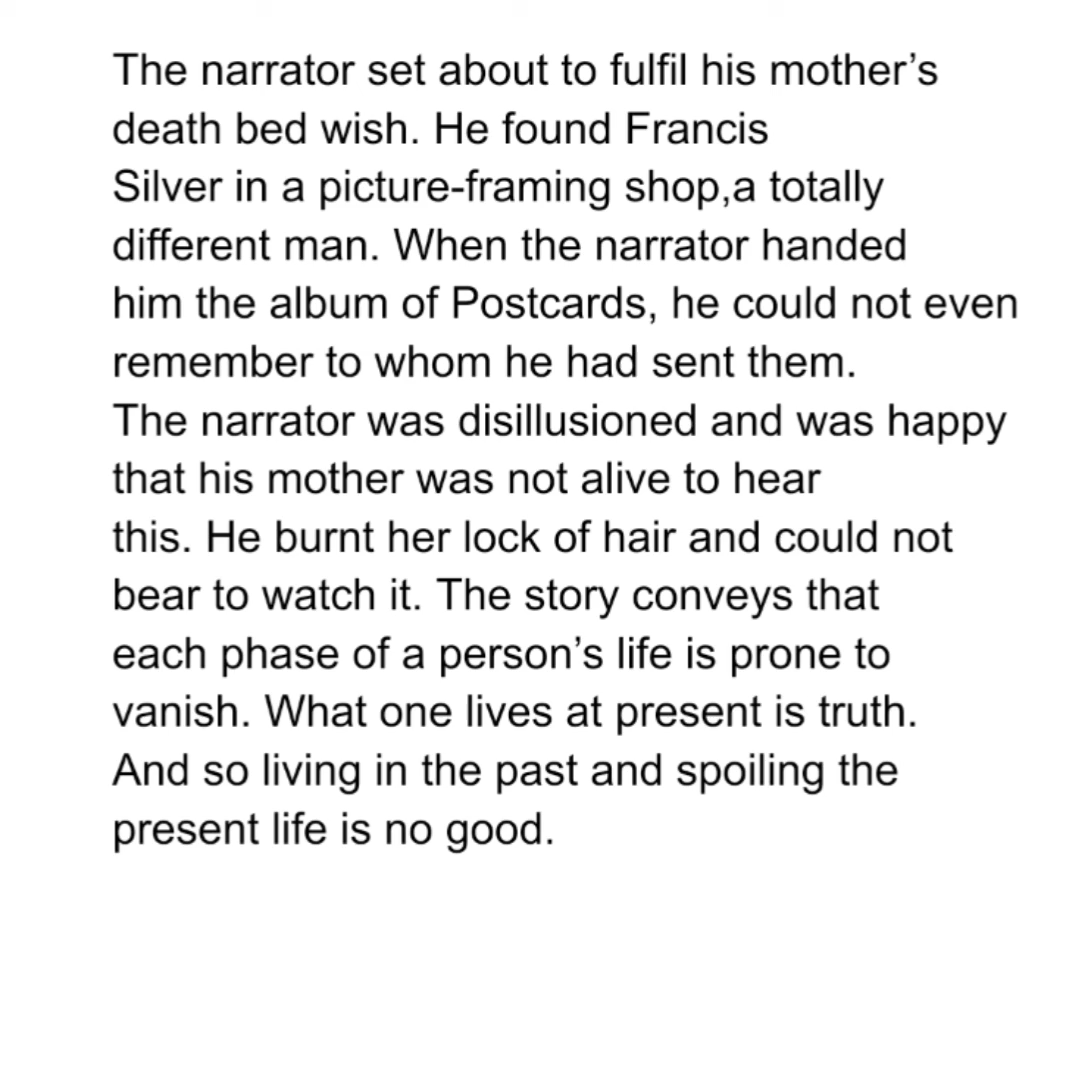 The narrator set about to fulfil his mother’s
death bed wish. He found Francis
Silver in a picture-framing shop,a totally
different man. When the narrator handed
him the album of Postcards, he could not even
remember to whom he had sent them.
The narrator was disillusioned and was happy
that his mother was not alive to hear
this. He burnt her lock of hair and could not
bear to watch it. The story conveys that
each phase of a person’s life is prone to
vanish. What one lives at present is truth.
And so living in the past and spoiling the
present life is no good.